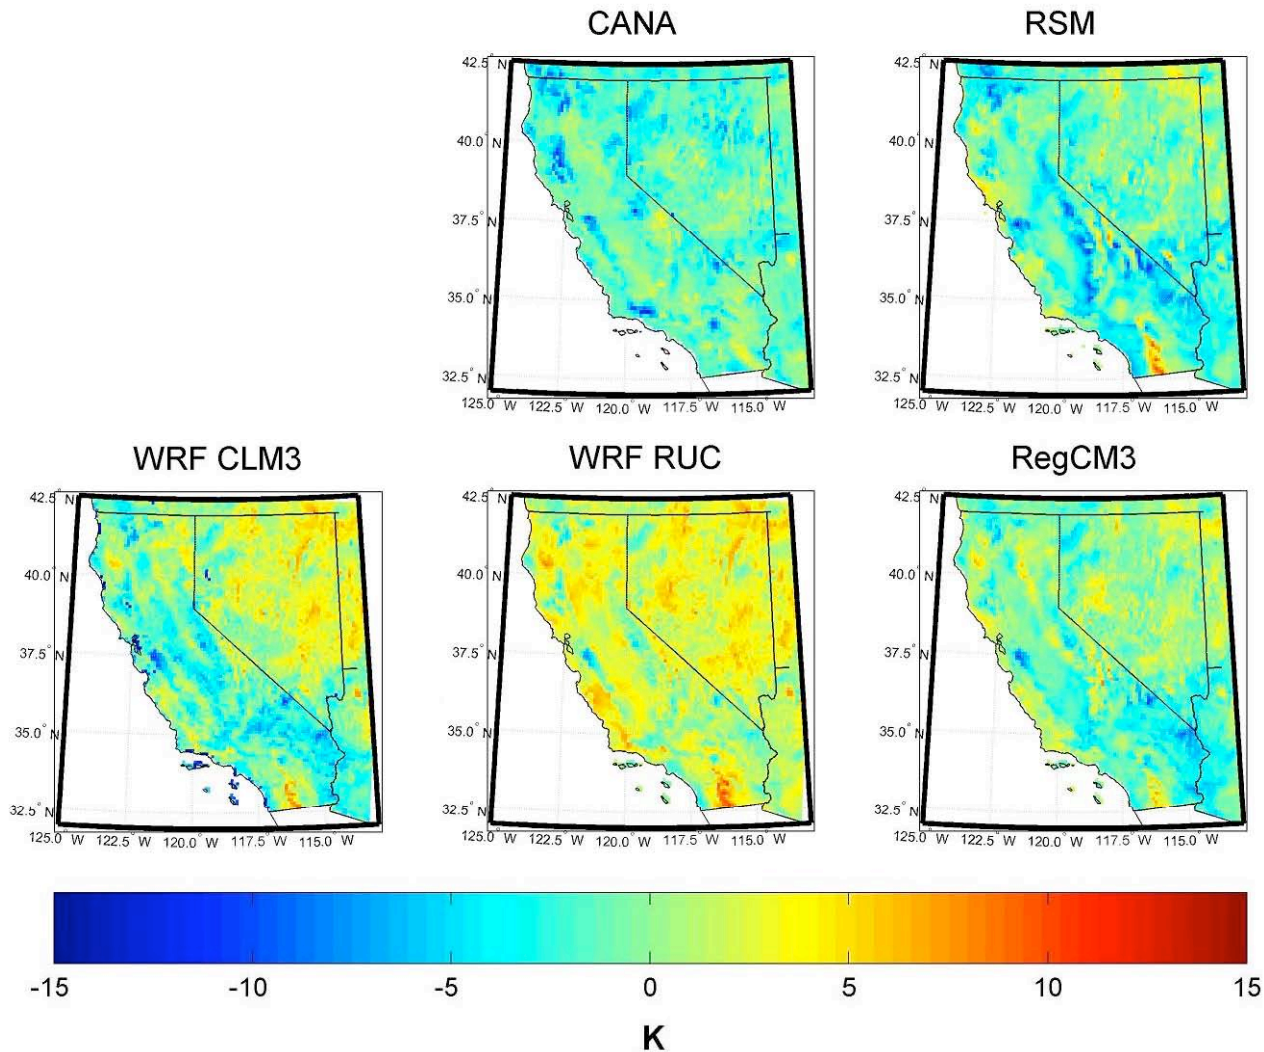 CANA
RSM
42.5° N
40.0° N
37.5° N
35.0° N
32.5° N
125.0° W 122.5° W 120.0° W 117.5° W 115.0° W
42.5° N
40.0° N
37.5° N
35.0° N
32.5° N
125.0° W 122.5° W 120.0° W 117.5° W 115.0° W
WRF CLM3
WRF RUC
RegCM3
42.5° N
40.0° N
37.5° N
35.0° N
32.5° N
125.0° W 122.5° W 120.0° W 117.5° W 115.0° W
42.5° N
40.0° N
37.5° N
35.0° N
32.5° N
125.0° W 122.5° W 120.0° W 117.5° W 115.0° W
42.5° N
40.0° N
37.5° N
35.0° N
32.5° N
125.0° W 122.5° W 120.0° W 117.5° W 115.0° W
-15 -10 -5 0 5 10 15
K